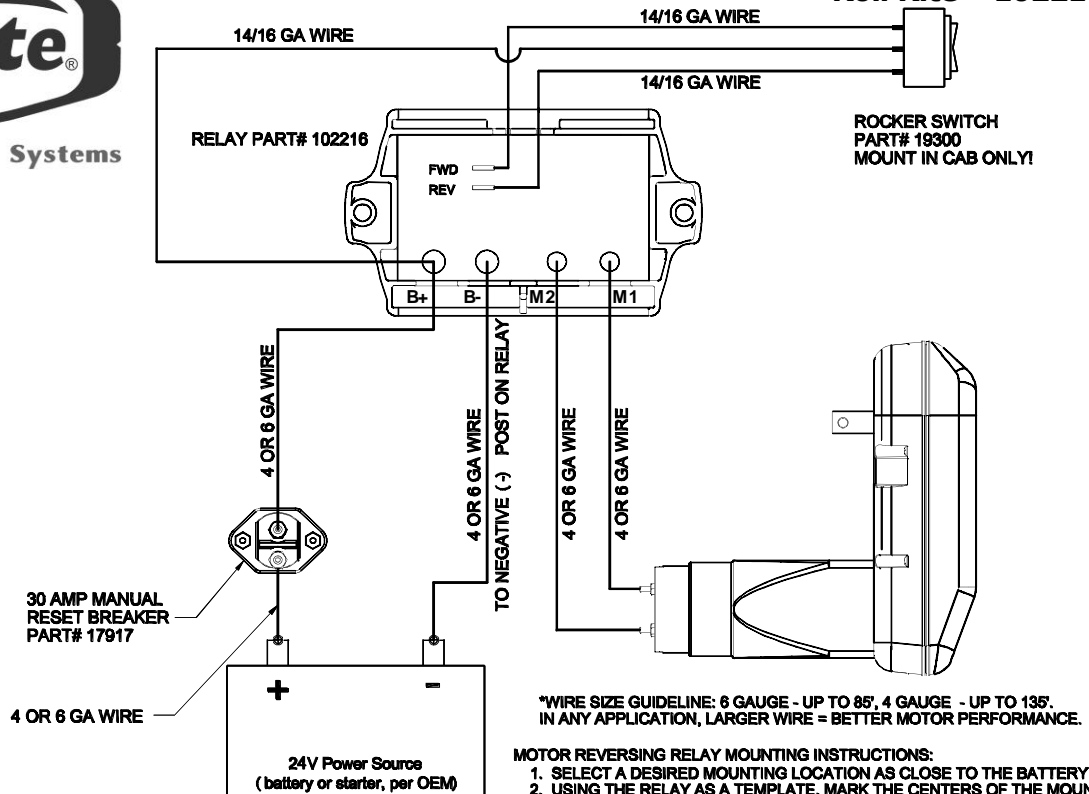 te®
Systems
14/16 GA WIRE
14/16 GA WIRE
14/16 GA WIRE
RELAY PART# 102216
ROCKER SWITCH
PART# 19300
MOUNT IN CAB ONLY!
FWD
REV
B+ B- M2 M1
4 OR 6 GA WIRE
4 OR 6 GA WIRE
TO NEGATIVE (-) POST ON RELAY
4 OR 6 GA WIRE
4 OR 6 GA WIRE
30 AMP MANUAL
RESET BREAKER
PART# 17917
4 OR 6 GA WIRE
+ -
24V Power Source
( battery or starter, per OEM)
*WIRE SIZE GUIDELINE: 6 GAUGE - UP TO 85', 4 GAUGE - UP TO 135'.
IN ANY APPLICATION, LARGER WIRE = BETTER MOTOR PERFORMANCE.
MOTOR REVERSING RELAY MOUNTING INSTRUCTIONS:
1. SELECT A DESIRED MOUNTING LOCATION AS CLOSE TO THE BATTERY
2. USING THE RELAY AS A TEMPLATE, MARK THE CENTERS OF THE MOU